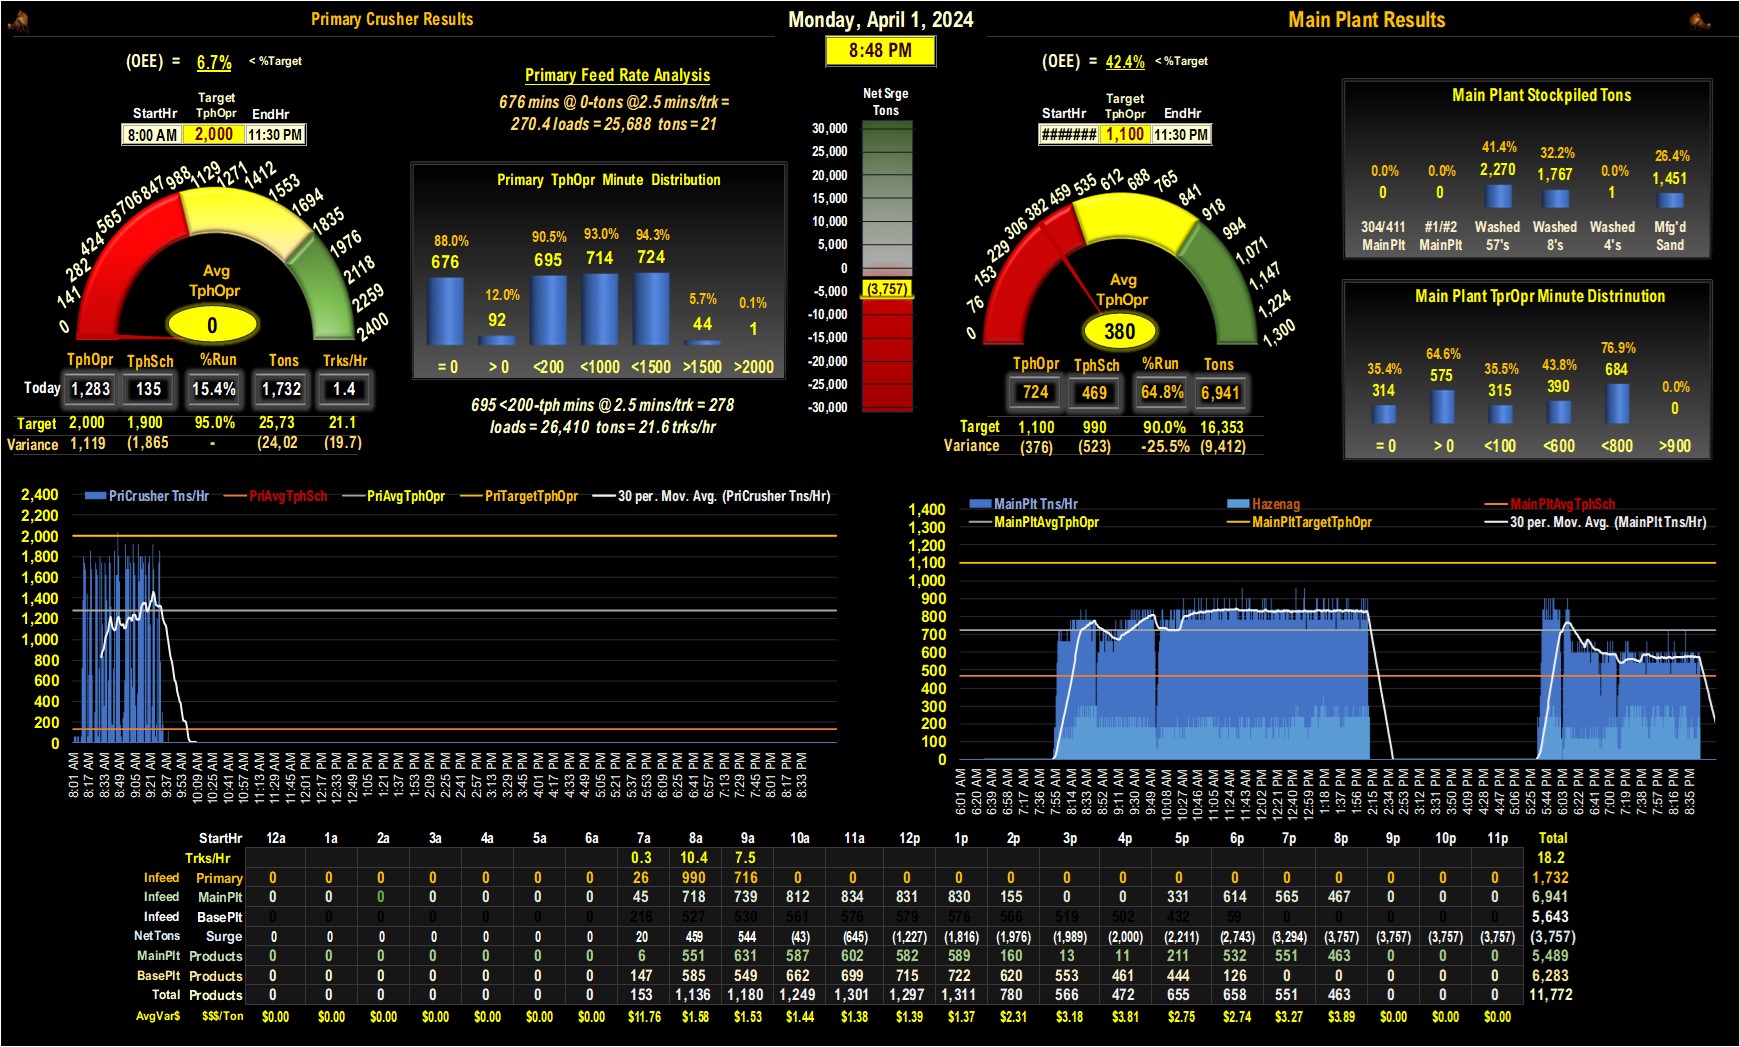 Primary Crusher Results
Monday, April 1, 2024
Main Plant Results
8:48 PM
(OEE) = 6.7% < %Target
Target
StartHr TphOpr EndHr
8:00 AM 2,000 11:30 PM
0 141 282 424 565 706 847 988 1129 1271 1412 1553 1694 1835 1976 2118 2259 2400
Avg
TphOpr
0
TphOpr TphSch %Run Tons Trks/Hr
Today 1,283 135 15.4% 1,732 1.4
Target 2,000 1,900 95.0% 25,73 21.1
Variance 1,119 (1,865 - (24,02 (19.7)
Primary Feed Rate Analysis
676 mins @ 0-tons @2.5 mins/trk =
270.4 loads = 25,688 tons = 21
Primary TphOpr Minute Distribution
88.0% 12.0% 90.5% 93.0% 94.3% 5.7% 0.1%
676 92 695 714 724 44 1
= 0 > 0 <200 <1000 <1500 >1500 >2000
695 <200-tph mins @ 2.5 mins/trk = 278
loads = 26,410 tons = 21.6 trks/hr
Net Srge
Tons
30,000
25,000
20,000
15,000
10,000
5,000
0
(3,757)
-5,000
-10,000
-15,000
-20,000
-25,000
-30,000
(OEE) = 42.4% < %Target
Target
StartHr TphOpr EndHr
####### 1,100 11:30 PM
0 76 153 229 306 382 459 535 612 688 765 841 918 994 1,071 1,147 1,224 1,300
Avg
TphOpr
380
TphOpr TphSch %Run Tons
724 469 64.8% 6,941
Target 1,100 990 90.0% 16,353
Variance (376) (523) -25.5% (9,412)
Main Plant Stockpiled Tons
0.0% 0.0% 41.4% 32.2% 0.0% 26.4%
0 0 2,270 1,767 1 1,451
304/411 #1/#2 Washed Washed Washed Mfg'd
MainPlt MainPlt 57's 8's 4's Sand
Main Plant TprOpr Minute Distrinution
35.4% 64.6% 35.5% 43.8% 76.9% 0.0%
314 575 315 390 684 0
= 0 > 0 <100 <600 <800 >900
PriCrusher Tns/Hr PriAvgTphSch PriAvgTphOpr PriTargetTphOpr 30 per. Mov. Avg. (PriCrusher Tns/Hr)
2,400
2,200
2,000
1,800
1,600
1,400
1,200
1,000
800
600
400
200
0
8:01 AM 8:17 AM 8:33 AM 8:49 AM 9:05 AM 9:21 AM 9:37 AM 9:53 AM 10:09 AM 10:25 AM 10:41 AM 10:57 AM 11:13 AM 11:29 AM 11:45 AM 12:01 PM 12:17 PM 12:33 PM 12:49 PM 1:05 PM 1:21 PM 1:37 PM 1:53 PM 2:09 PM 2:25 PM 2:41 PM 2:57 PM 3:13 PM 3:29 PM 3:45 PM 4:01 PM 4:17 PM 4:33 PM 4:49 PM 5:05 PM 5:21 PM 5:37 PM 5:53 PM 6:09 PM 6:25 PM 6:41 PM 6:57 PM 7:13 PM 7:29 PM 7:45 PM 8:01 PM 8:17 PM 8:33 PM
MainPlt Tns/Hr Hazenag MainPltAvgTphSch
MainPltAvgTphOpr MainPltTargetTphOpr 30 per. Mov. Avg. (MainPlt Tns/Hr)
1,400
1,300
1,200
1,100
1,000
900
800
700
600
500
400
300
200
100
0
6:01 AM 6:20 AM 6:39 AM 6:58 AM 7:17 AM 7:36 AM 7:55 AM 8:14 AM 8:33 AM 8:52 AM 9:11 AM 9:30 AM 9:49 AM 10:08 AM 10:27 AM 10:46 AM 11:05 AM 11:24 AM 11:43 AM 12:02 PM 12:21 PM 12:40 PM 12:59 PM 1:18 PM 1:37 PM 1:56 PM 2:15 PM 2:34 PM 2:53 PM 3:12 PM 3:31 PM 3:50 PM 4:09 PM 4:28 PM 4:47 PM 5:06 PM 5:25 PM 5:44 PM 6:03 PM 6:22 PM 6:41 PM 7:00 PM 7:19 PM 7:38 PM 7:57 PM 8:16 PM 8:35 PM
StartHr 12a 1a 2a 3a 4a 5a 6a 7a 8a 9a 10a 11a 12p 1p 2p 3p 4p 5p 6p 7p 8p 9p 10p 11p Total
Trks/Hr 0.3 10.4 7.5 18.2
Infeed Primary 0 0 0 0 0 0 0 26 990 716 0 0 0 0 0 0 0 0 0 0 0 0 0 0 1,732
Infeed MainPlt 0 0 0 0 0 0 0 45 718 739 812 834 831 830 155 0 0 331 614 565 467 0 0 0 6,941
Infeed BasePlt 0 0 0 0 0 0 0 216 527 530 561 576 579 576 566 519 502 432 59 0 0 0 0 0 5,643
NetTons Surge 0 0 0 0 0 0 0 20 459 544 (43) (645) (1,227) (1,816) (1,976) (1,989) (2,000) (2,211) (2,743) (3,294) (3,757) (3,757) (3,757) (3,757) (3,757)
MainPlt Products 0 0 0 0 0 0 0 6 551 631 587 602 582 589 160 13 11 211 532 551 463 0 0 0 5,489
BasePlt Products 0 0 0 0 0 0 0 147 585 549 662 699 715 722 620 553 461 444 126 0 0 0 0 0 6,283
Total Products 0 0 0 0 0 0 0 153 1,136 1,180 1,249 1,301 1,297 1,311 780 566 472 655 658 551 463 0 0 0 11,772
AvgVar$ $$$/Ton $0.00 $0.00 $0.00 $0.00 $0.00 $0.00 $0.00 $11.76 $1.58 $1.53 $1.44 $1.38 $1.39 $1.37 $2.31 $3.18 $3.81 $2.75 $2.74 $3.27 $3.89 $0.00 $0.00 $0.00